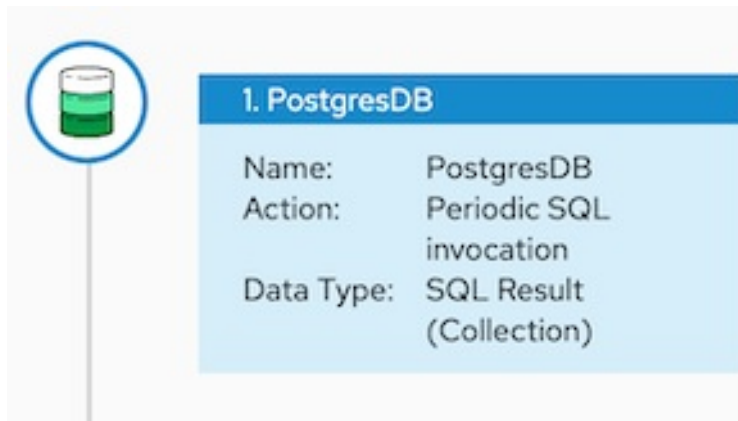 1. PostgresDB
Name: PostgresDB
Action: Periodic SQL
invocation
Data Type: SQL Result
(Collection)